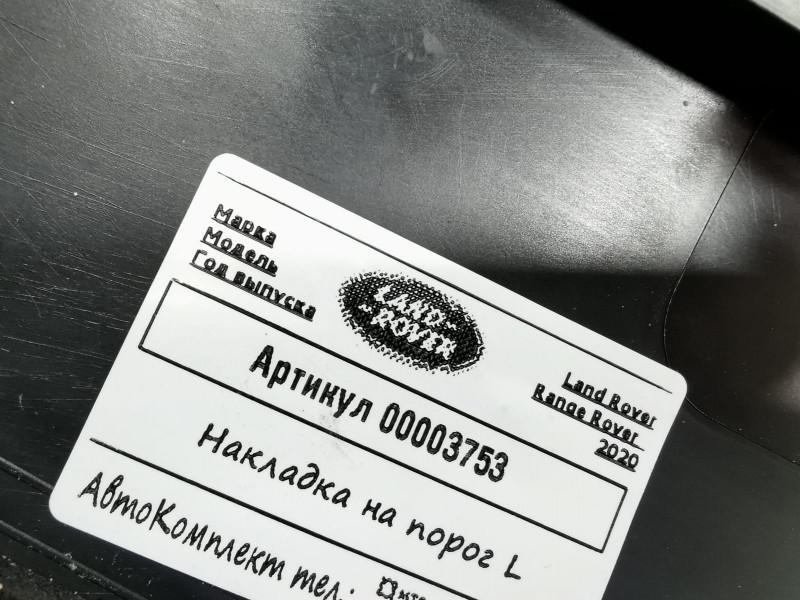 Марка
Модель
Год выпуска
LAND-
-ROVER
Land Rover
Range Rover
2020
Артикул 00003753
Накладка на порог L
АвтоКомплект тел.: